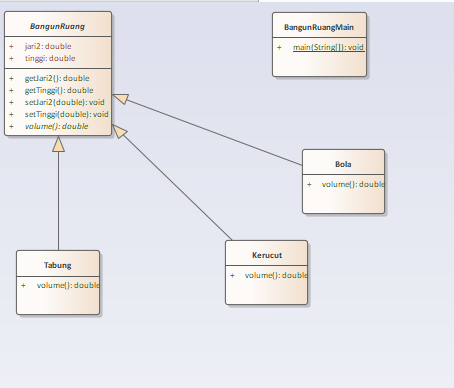 BangunRuang
+ jari2: double
+ tinggi: double
+ getJari2(): double
+ getTinggi(): double
+ setJari2(double): void
+ setTinggi(double): void
+ volume(): double
BangunRuangMain
+ main(String[]): void
Bola
+ volume(): double
Kerucut
+ volume(): double
Tabung
+ volume(): double